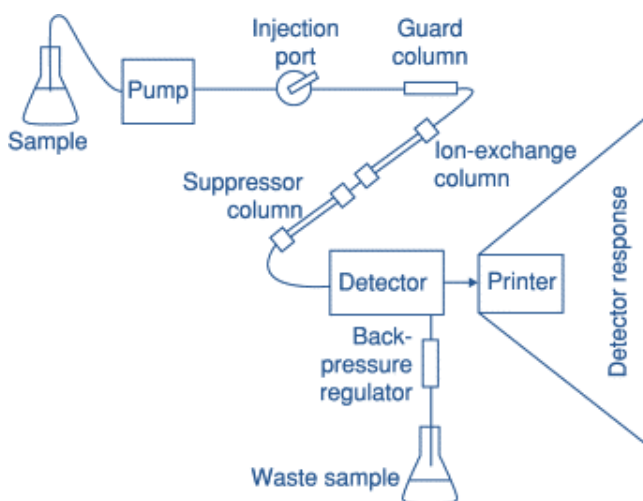 Injection
port
Guard
column
Pump
Sample
Ion-exchange
column
Suppressor
column
Detector
Printer
Detector response
Back-
pressure
regulator
Waste sample